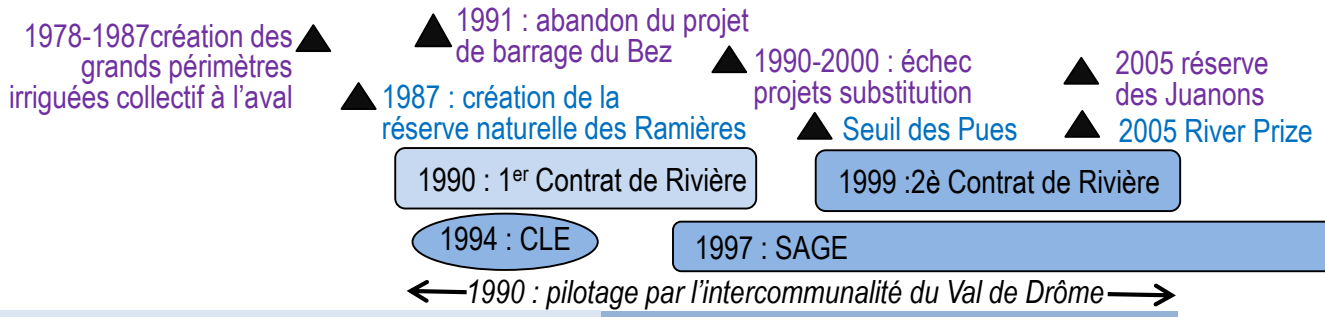 1978-1987création des
grands périmètres
irriguées collectif à l'aval
1991 : abandon du projet
de barrage du Bez
1987 : création de la
réserve naturelle des Ramières
1990-2000 : échec
projets substitution
Seuil des Pues
2005 réserve
des Juanons
2005 River Prize
1990 : 1er Contrat de Rivière
1999 :2è Contrat de Rivière
1994 : CLE
1997 : SAGE
1990 : pilotage par l'intercommunalité du Val de Drôme